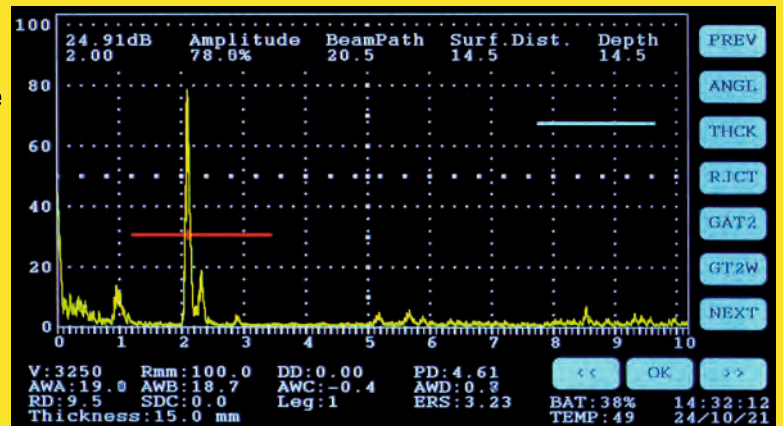 100
24.91dB Amplitude BeamPath Surf.Dist. Depth
2.00 78.8% 20.5 14.5 14.5
80
60
40
20
0
0 1 2 3 4 5 6 7 8 9 10
PREV
ANGL
THCK
RJCT
GAT2
GT2W
NEXT
<< OK >>
V:3250 Rmm:100.0 DD:0.00 PD:4.61
AWA:19.0 AWB:18.7 AWC:-0.4 AWD:0.3
RD:9.5 SDC:0.0 Leg:1 ERS:3.23 BAT:38% 14:32:12
Thickness:15.0 mm TEMP:49 24/10/21
e